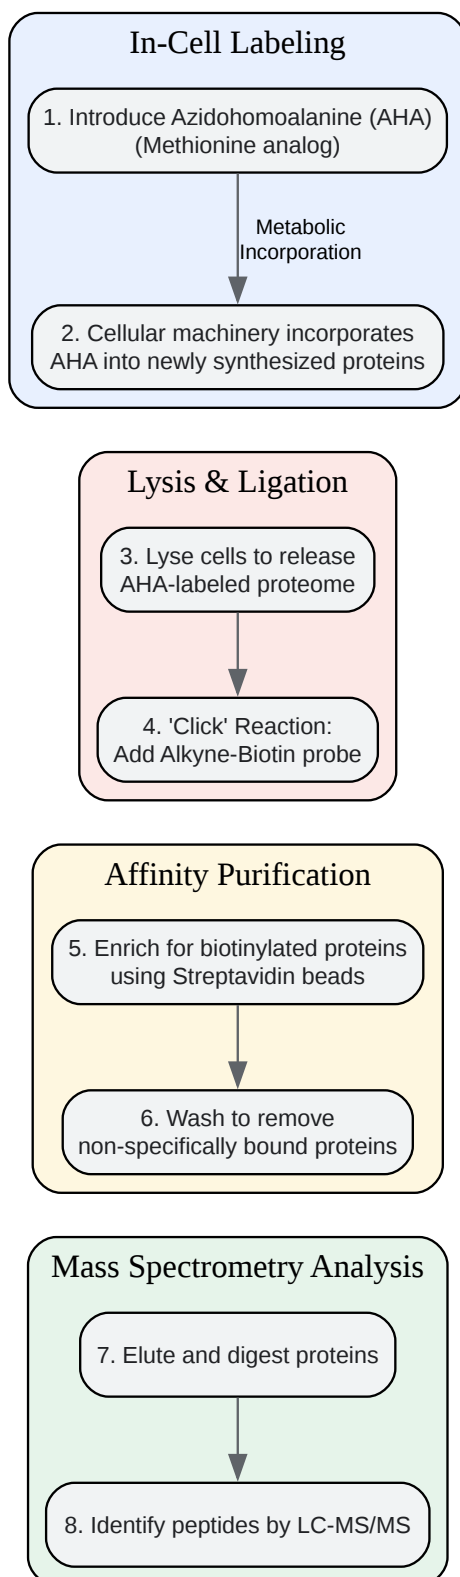 In-Cell Labeling
1. Introduce Azidohomoalanine (AHA)
(Methionine analog)
Metabolic
Incorporation
2. Cellular machinery incorporates
AHA into newly synthesized proteins
Lysis & Ligation
3. Lyse cells to release
AHA-labeled proteome
4. 'Click' Reaction:
Add Alkyne-Biotin probe
Affinity Purification
5. Enrich for biotinylated proteins
using Streptavidin beads
6. Wash to remove
non-specifically bound proteins
Mass Spectrometry Analysis
7. Elute and digest proteins
8. Identify peptides by LC-MS/MS